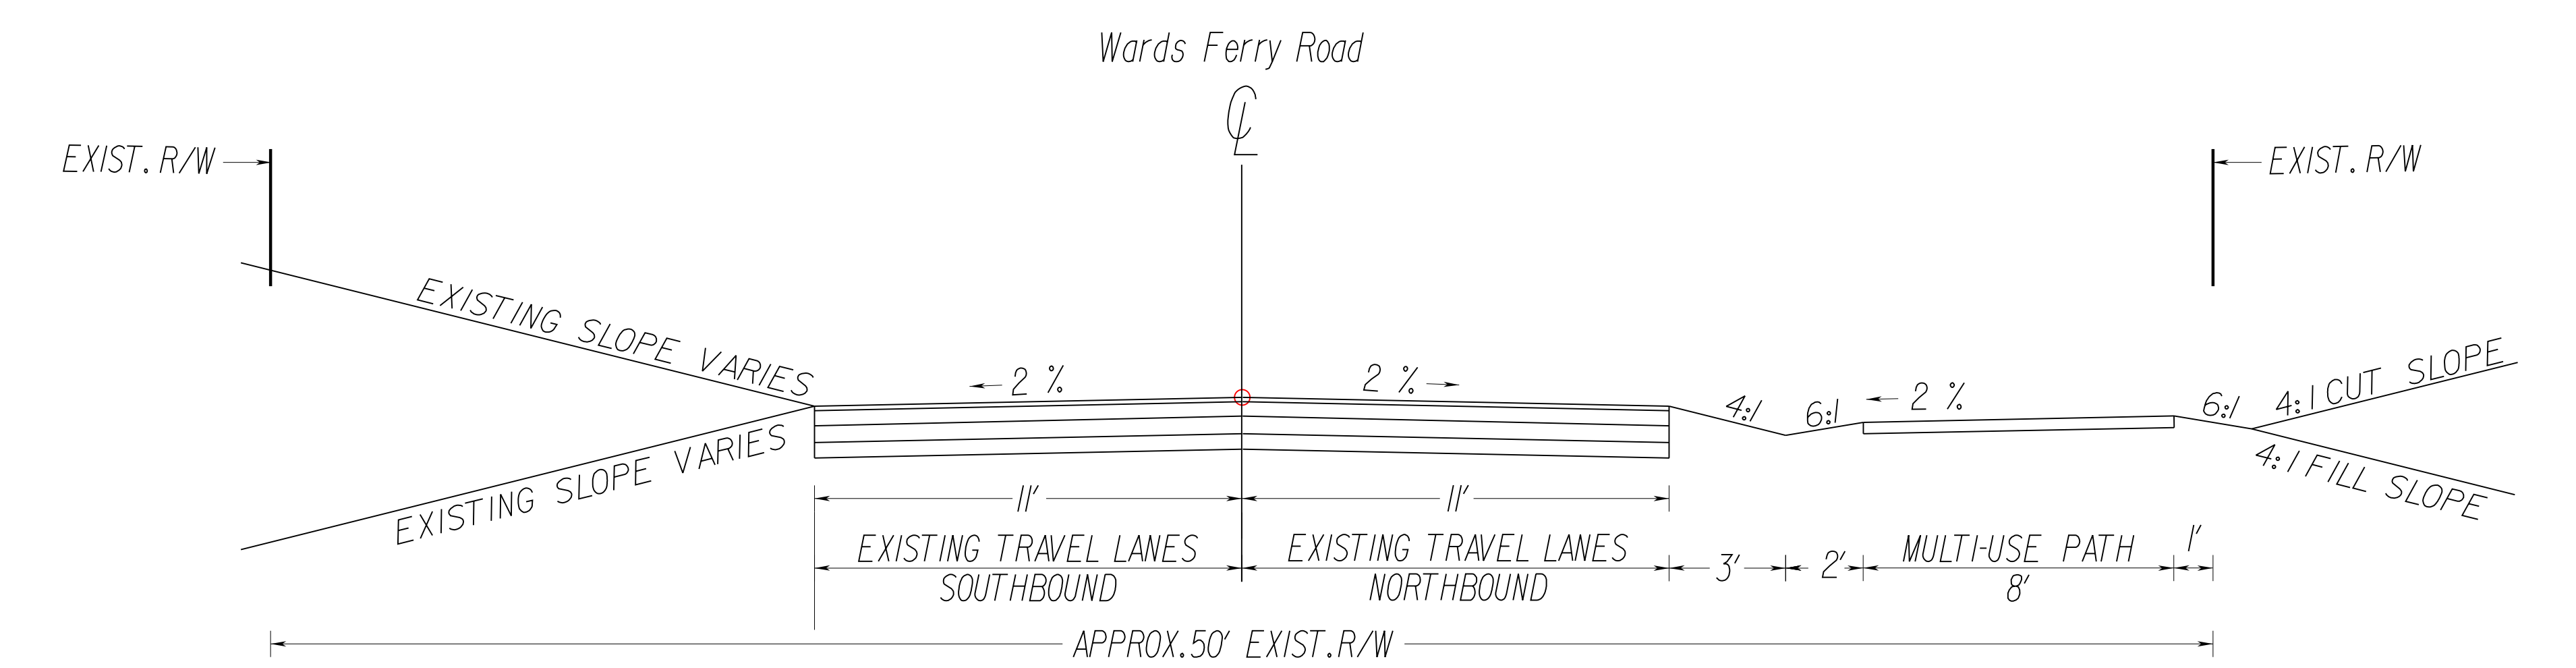 Wards Ferry Road
℄
EXIST. R/W
EXIST. R/W
EXISTING SLOPE VARIES
EXISTING SLOPE VARIES
2 %
2 %
4:1
6:1
2 %
6:1
4:1 CUT SLOPE
4:1 FILL SLOPE
11'
11'
EXISTING TRAVEL LANES
SOUTHBOUND
EXISTING TRAVEL LANES
NORTHBOUND
3'
2'
MULTI-USE PATH
8'
1'
APPROX. 50' EXIST. R/W